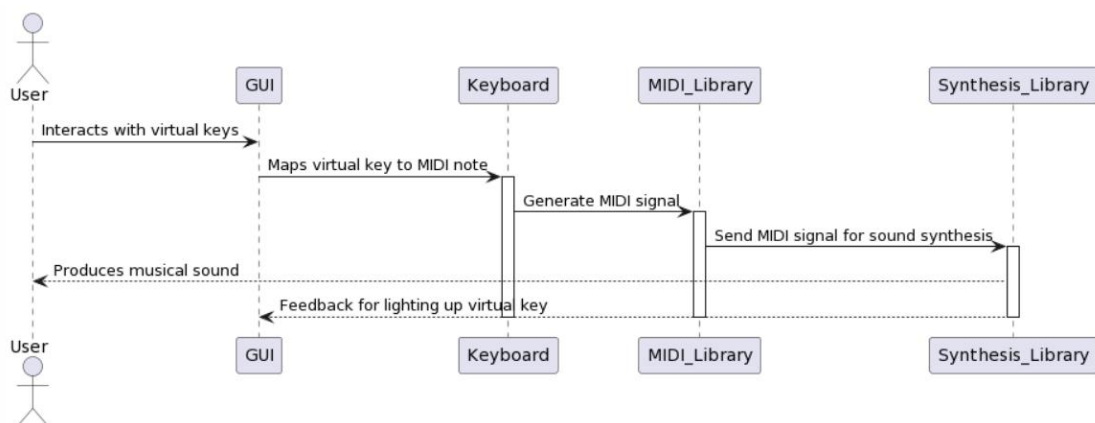 User
GUI
Keyboard
MIDI_Library
Synthesis_Library
Interacts with virtual keys
Maps virtual key to MIDI note
Generate MIDI signal
Send MIDI signal for sound synthesis
Produces musical sound
Feedback for lighting up virtual key
User
GUI
Keyboard
MIDI_Library
Synthesis_Library